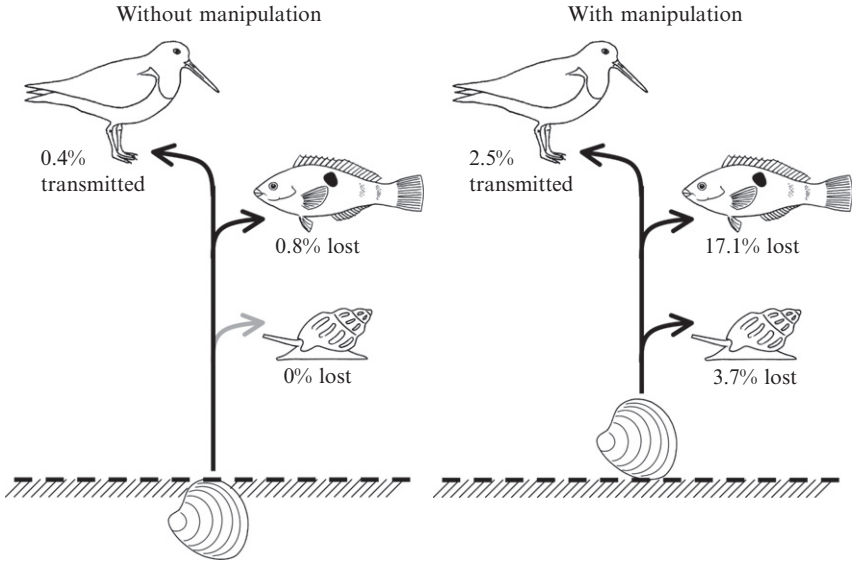 Without manipulation
0.4%
transmitted
0.8% lost
0% lost
With manipulation
2.5%
transmitted
17.1% lost
3.7% lost